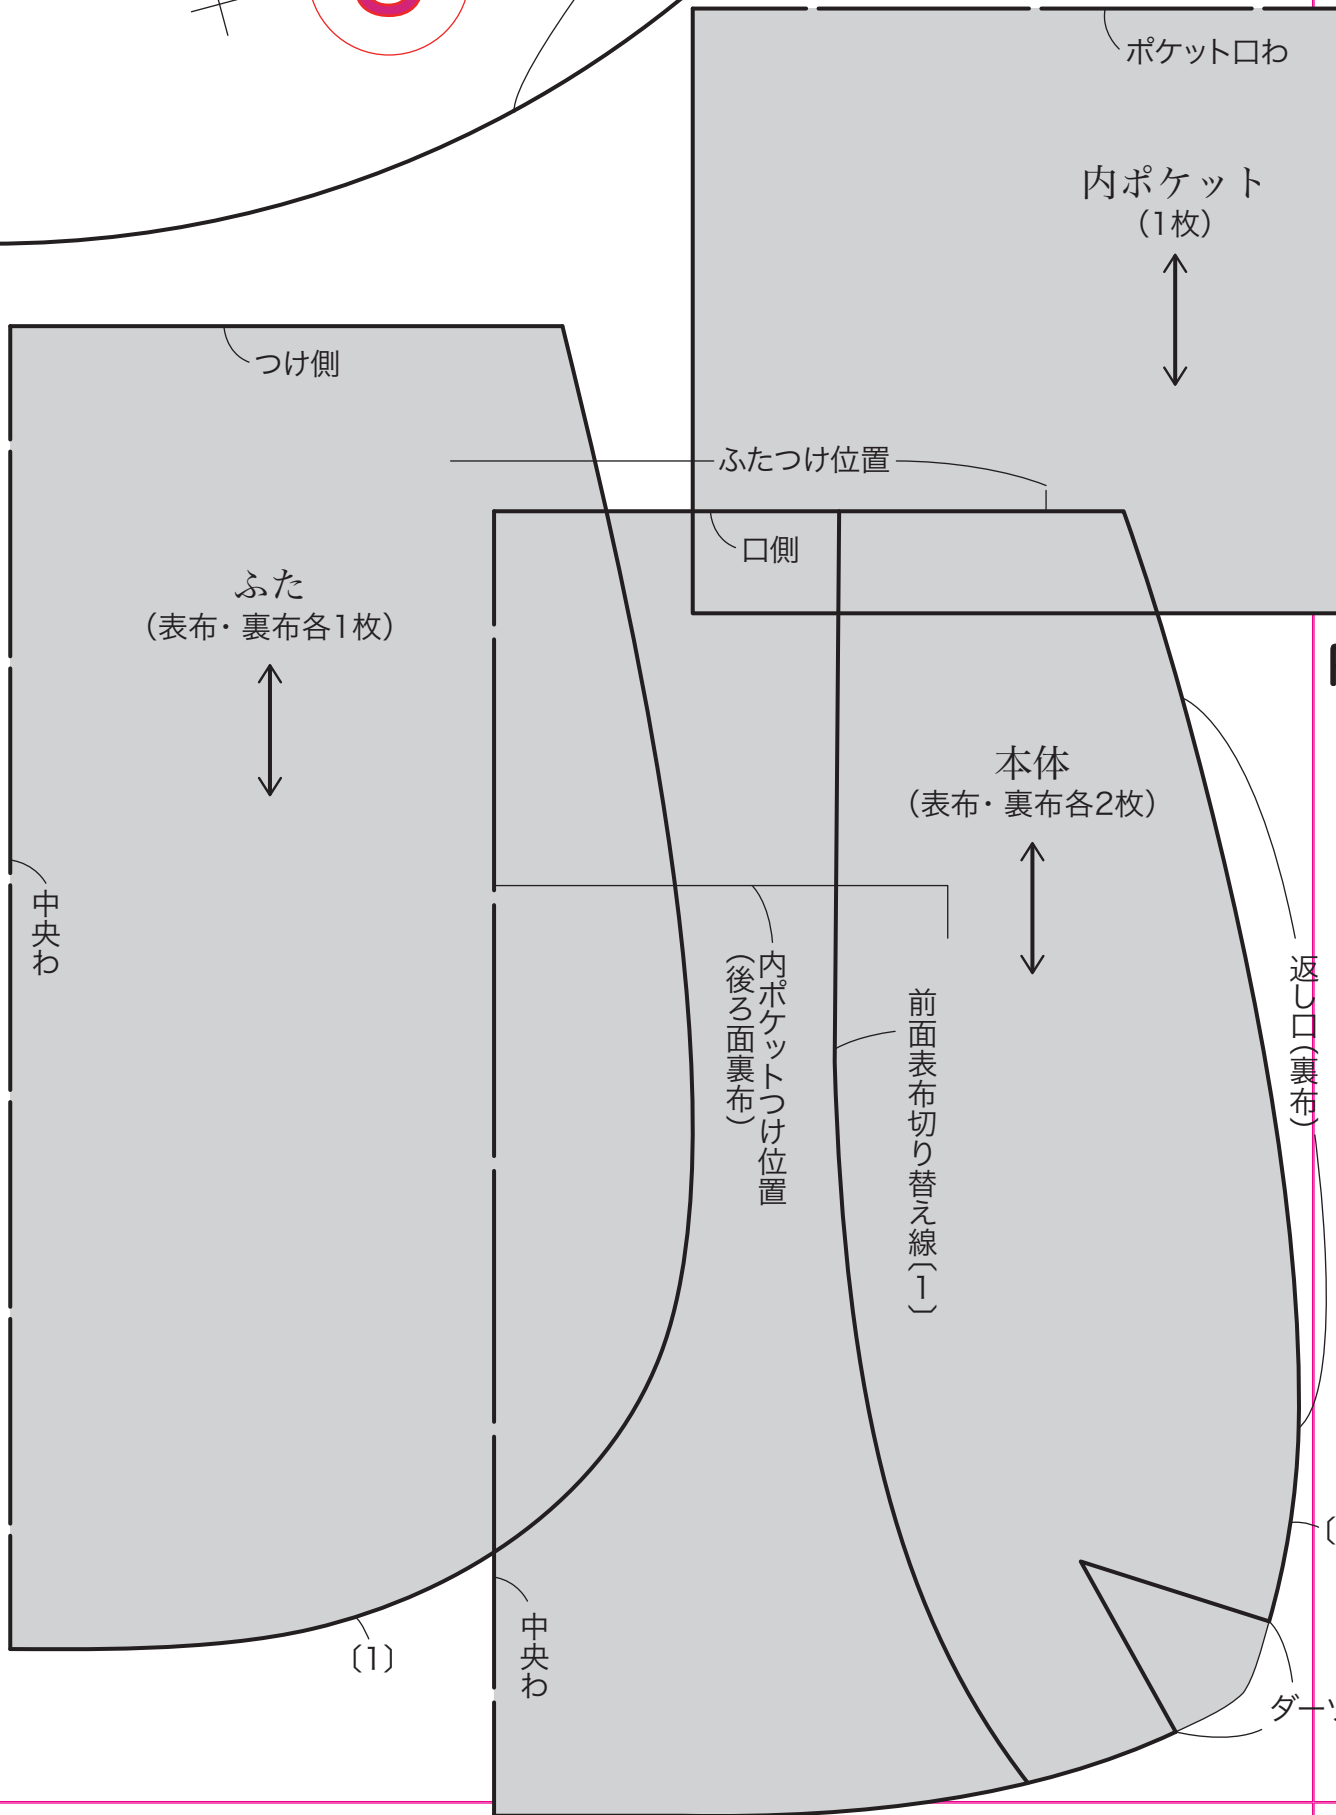 ポケット口わ
内ポケット
（1枚）
つけ側
ふたつけ位置
口側
ふた
（表布・裏布各1枚）
本体
（表布・裏布各2枚）
中央わ
内ポケットつけ位置
（後ろ面裏布）
前面表布切り替え線〔1〕
返し口（裏布）
〔1〕
中央わ